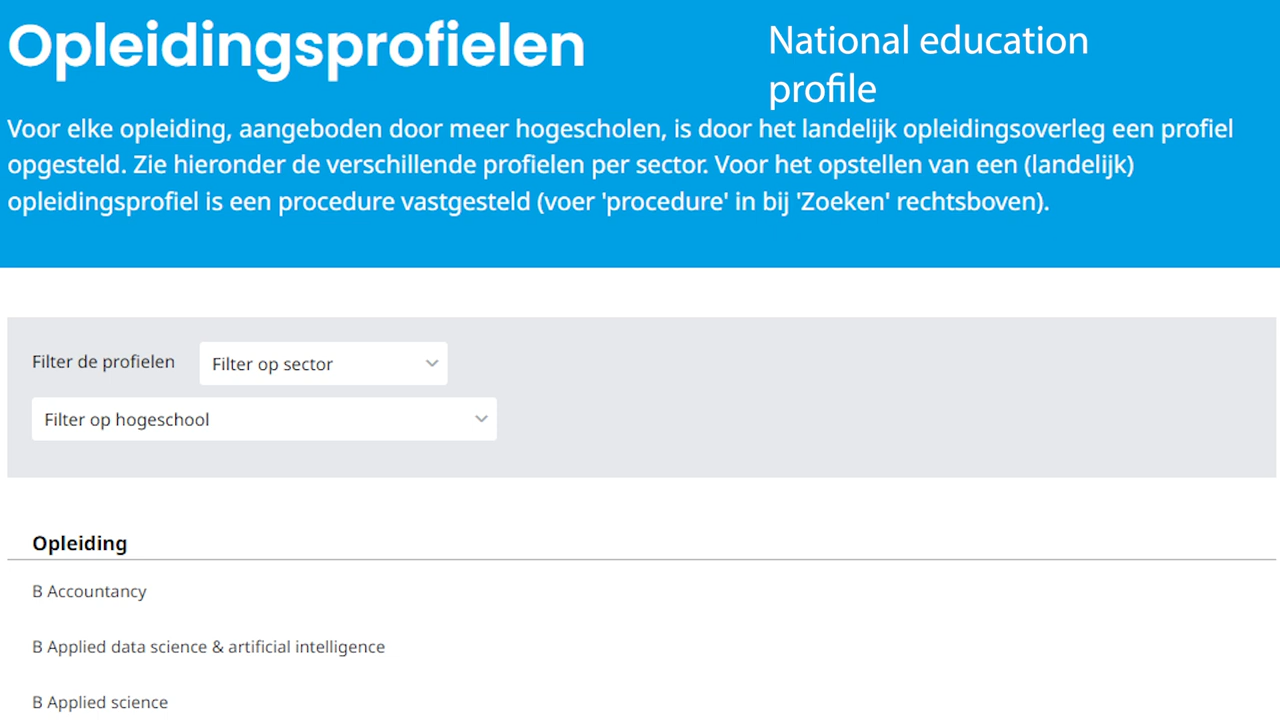 Opleidingsprofielen
National education
profile
Voor elke opleiding, aangeboden door meer hogescholen, is door het landelijk opleidingsoverleg een profiel
opgesteld. Zie hieronder de verschillende profielen per sector. Voor het opstellen van een (landelijk)
opleidingsprofiel is een procedure vastgesteld (voer 'procedure' in bij 'Zoeken' rechtsboven).
Filter de profielen
Filter op sector
Filter op hogeschool
Opleiding
B Accountancy
B Applied data science & artificial intelligence
B Applied science